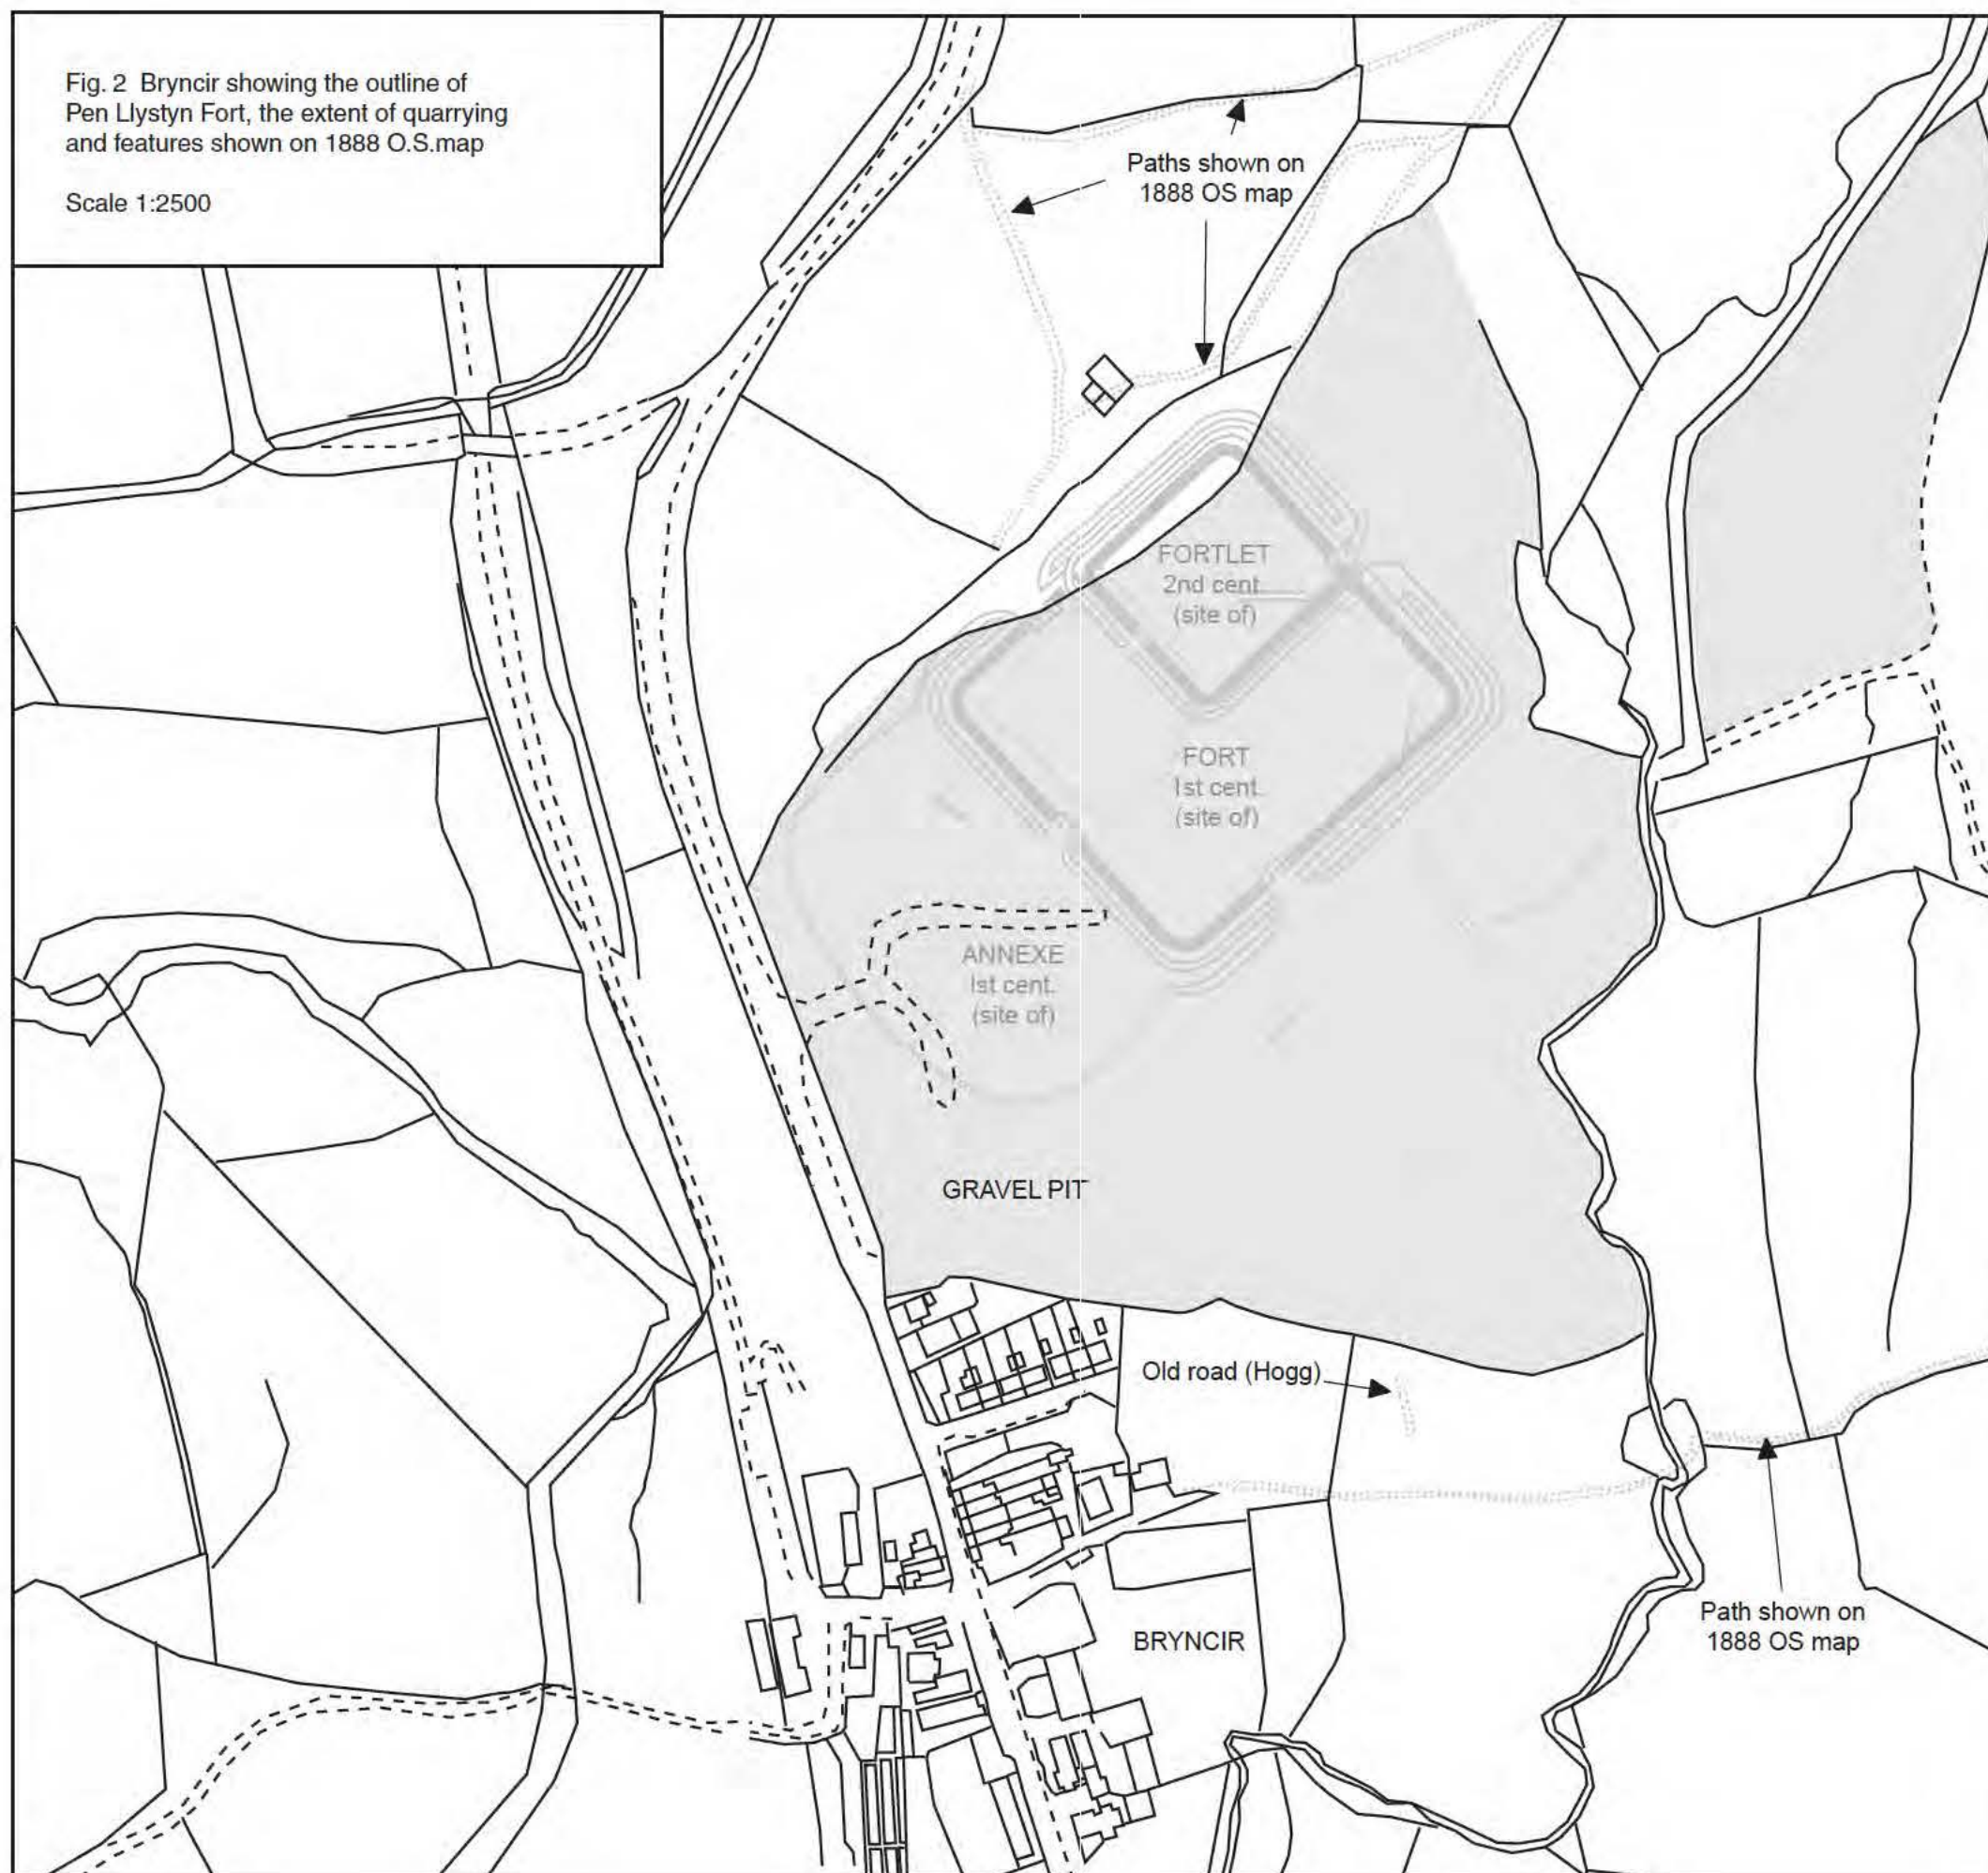 Fig. 2 Bryncir showing the outline of
Pen Llystyn Fort, the extent of quarrying
and features shown on 1888 O.S.map
Scale 1:2500
Paths shown on
1888 OS map
FORTLET
2nd cent.
(site of)
FORT
1st cent.
(site of)
ANNEXE
Ist cent.
(site of)
GRAVEL PIT
Old road (Hogg)
BRYNCIR
Path shown on
1888 OS map